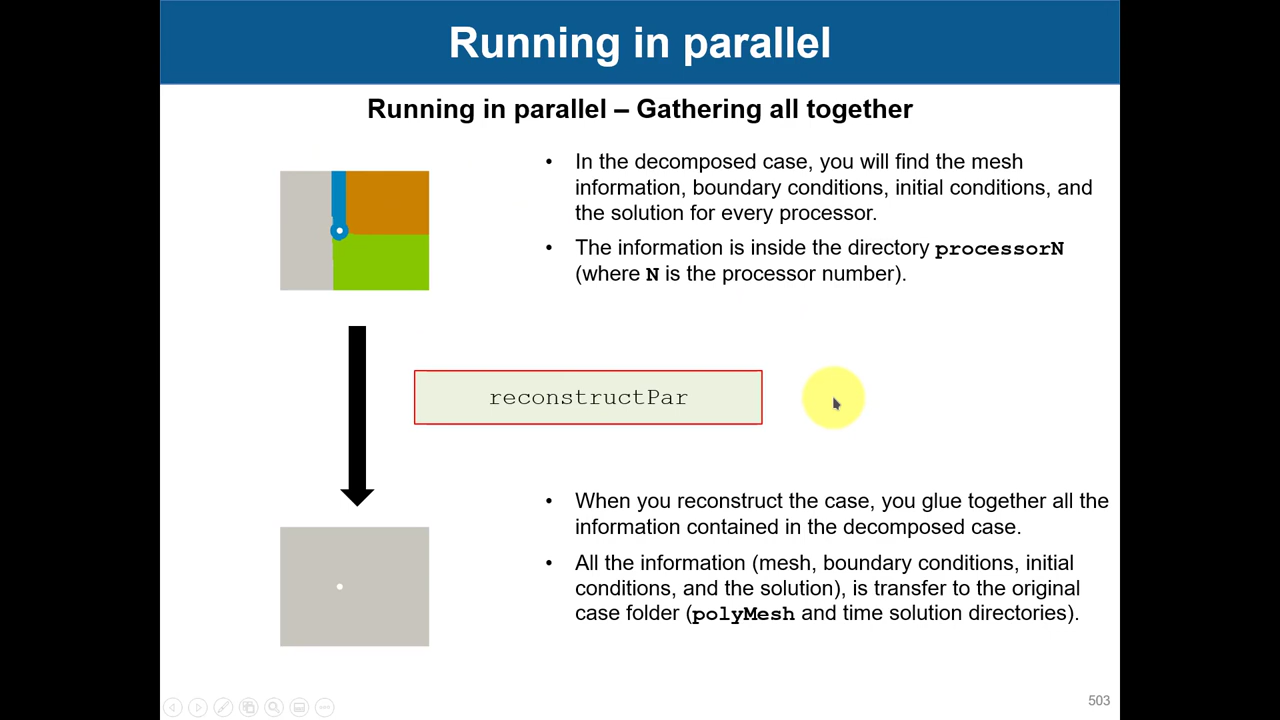 Running in parallel
Running in parallel – Gathering all together
• In the decomposed case, you will find the mesh
information, boundary conditions, initial conditions, and
the solution for every processor.
• The information is inside the directory processorN
(where N is the processor number).
reconstructPar
• When you reconstruct the case, you glue together all the
information contained in the decomposed case.
• All the information (mesh, boundary conditions, initial
conditions, and the solution), is transfer to the original
case folder (polyMesh and time solution directories).
503